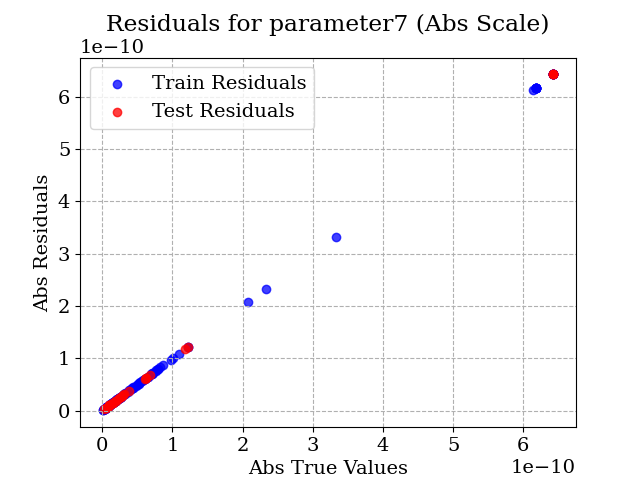 Residuals for parameter7 (Abs Scale)
1e−10
Train Residuals
Test Residuals
6
5
4
3
2
1
0
Abs Residuals
0
1
2
3
4
5
6
1e−10
Abs True Values